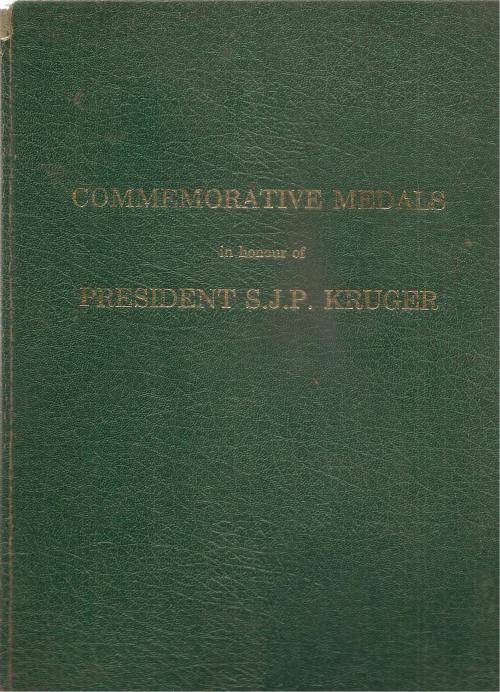 COMMEMORATIVE MEDALS
in honour of
PRESIDENT S.J.P. KRUGER